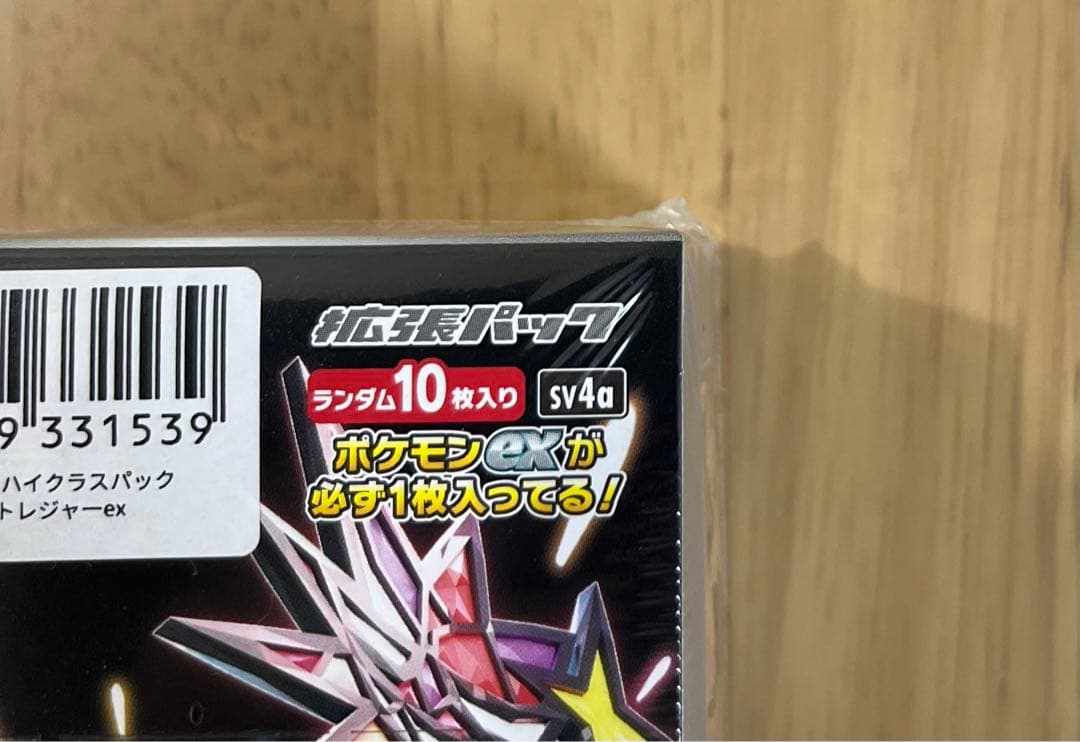 拡張パック
ランダム10枚入り
sv4a
ポケモンexが
必ず1枚入ってる!
9 331539
ハイクラスパック
トレジャーex